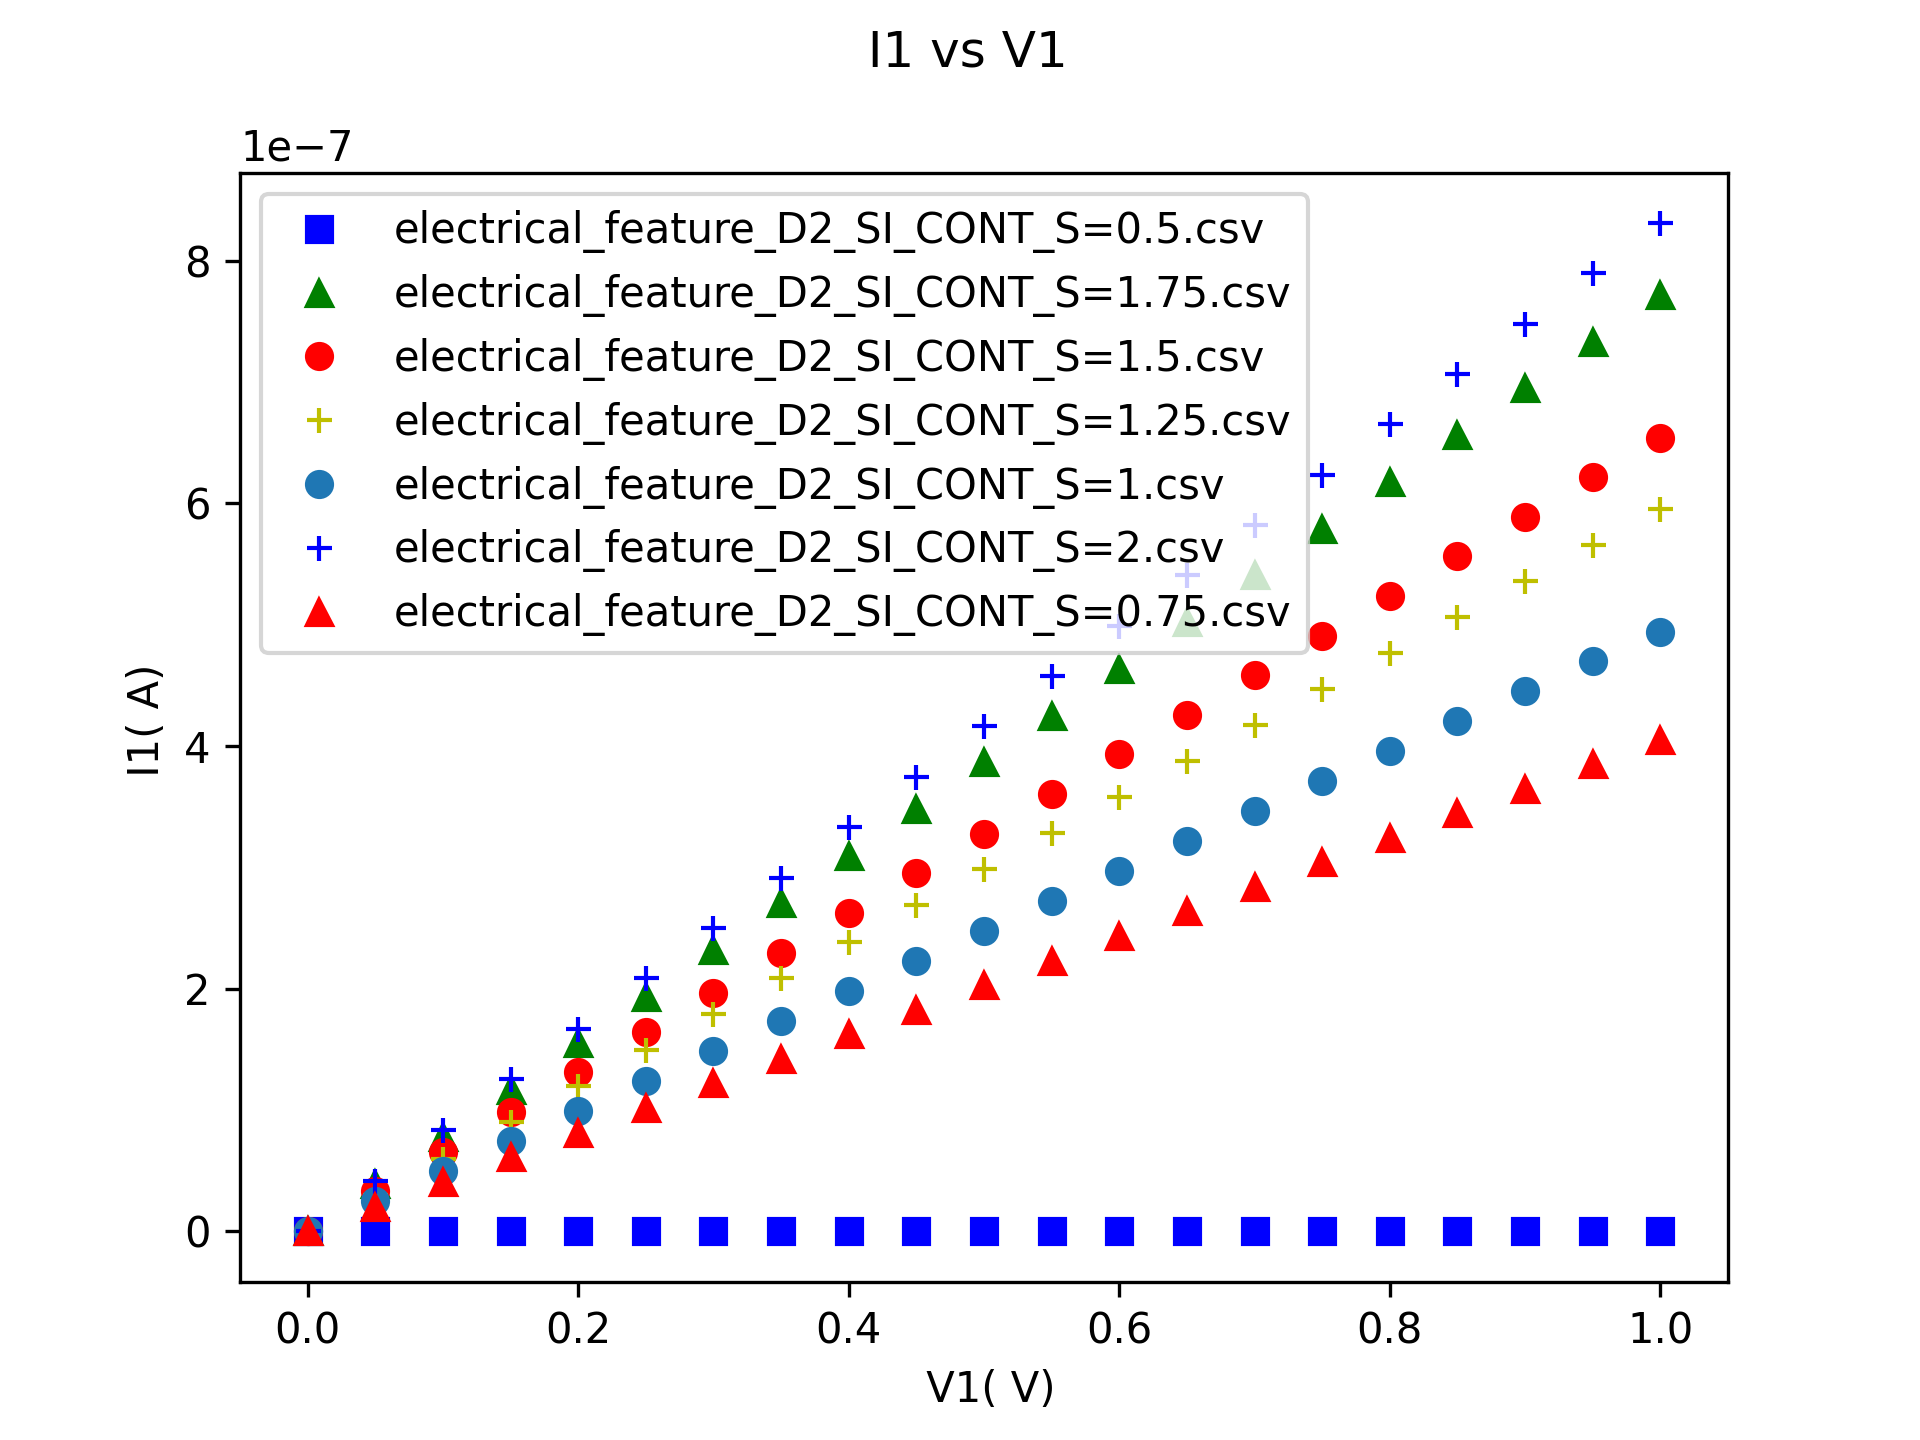 I1 vs V1
1e−7
electrical_feature_D2_SI_CONT_S=0.5.csv
electrical_feature_D2_SI_CONT_S=1.75.csv
electrical_feature_D2_SI_CONT_S=1.5.csv
electrical_feature_D2_SI_CONT_S=1.25.csv
electrical_feature_D2_SI_CONT_S=1.csv
electrical_feature_D2_SI_CONT_S=2.csv
electrical_feature_D2_SI_CONT_S=0.75.csv
8
6
4
2
0
I1( A)
0.0 0.2 0.4 0.6 0.8 1.0
V1( V)